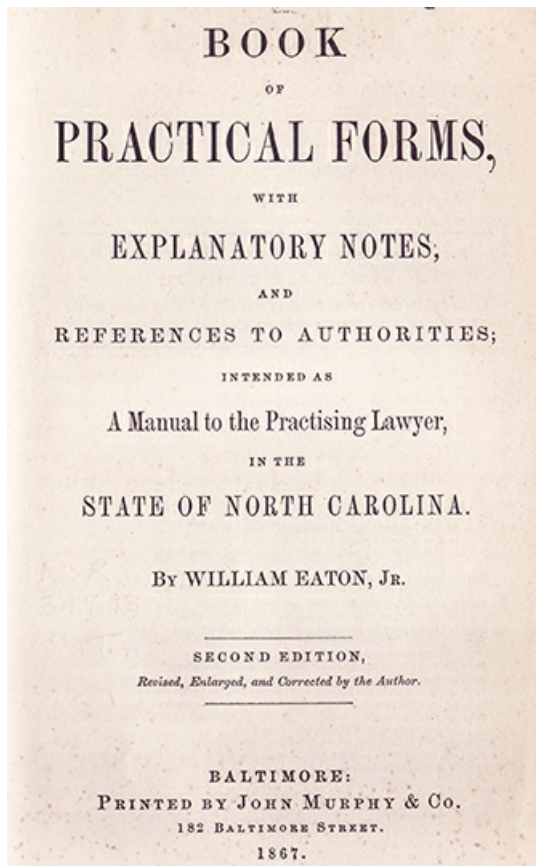 BOOK
OF
PRACTICAL FORMS,
WITH
EXPLANATORY NOTES;
AND
REFERENCES TO AUTHORITIES;
INTENDED AS
A Manual to the Practising Lawyer,
IN THE
STATE OF NORTH CAROLINA.
By WILLIAM EATON, Jr.
SECOND EDITION,
Revised, Enlarged, and Corrected by the Author.
BALTIMORE:
Printed by John Murphy & Co.
182 Baltimore Street.
1867.